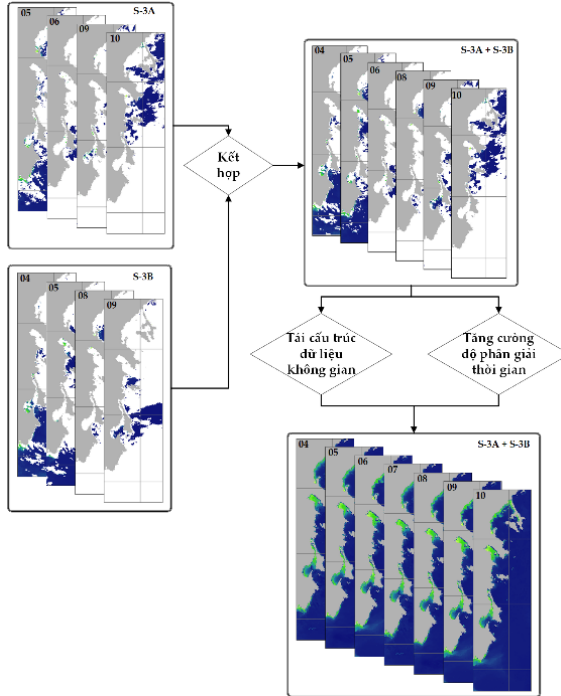 S-3A
05
06
09
10
S-3B
04
05
08
09
Kết
hợp
S-3A + S-3B
04
05
06
08
09
10
Tái cấu trúc
dữ liệu
không gian
Tăng cường
độ phân giải
thời gian
S-3A + S-3B
04
05
06
07
08
09
10